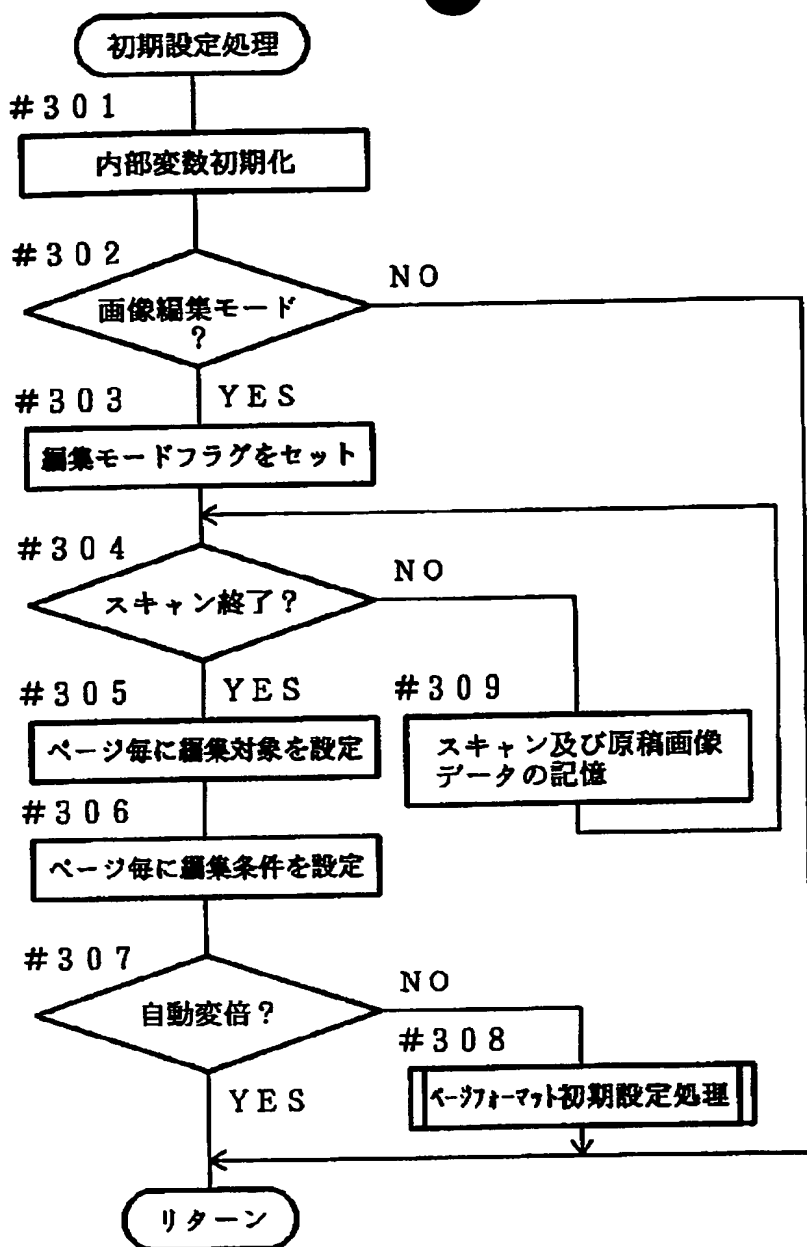 初期設定処理
#301
内部変数初期化
#302
画像編集モード
?
NO
#303
YES
編集モードフラグをセット
#304
スキャン終了?
NO
#305
YES
ページ毎に編集対象を設定
#309
スキャン及び原稿画像
データの記憶
#306
ページ毎に編集条件を設定
#307
自動変倍?
NO
#308
YES
ページフォーマット初期設定処理
リターン